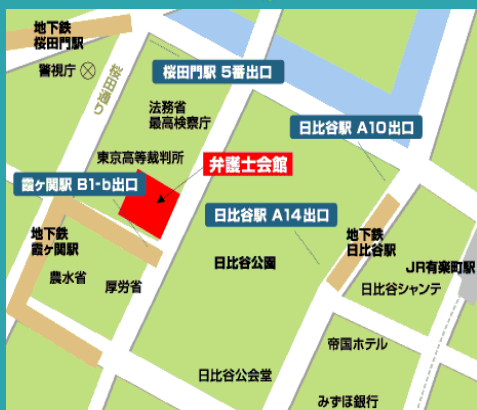 地下鉄
桜田門駅
警視庁
桜田通り
桜田門駅 5番出口
法務省
最高検察庁
日比谷駅 A10出口
東京高等裁判所
弁護士会館
霞ヶ関駅 B1-b出口
日比谷駅 A14出口
地下鉄
霞ヶ関駅
地下鉄
日比谷駅
日比谷公園
JR有楽町駅
農水省
厚労省
日比谷シャンテ
帝国ホテル
日比谷公会堂
みずほ銀行